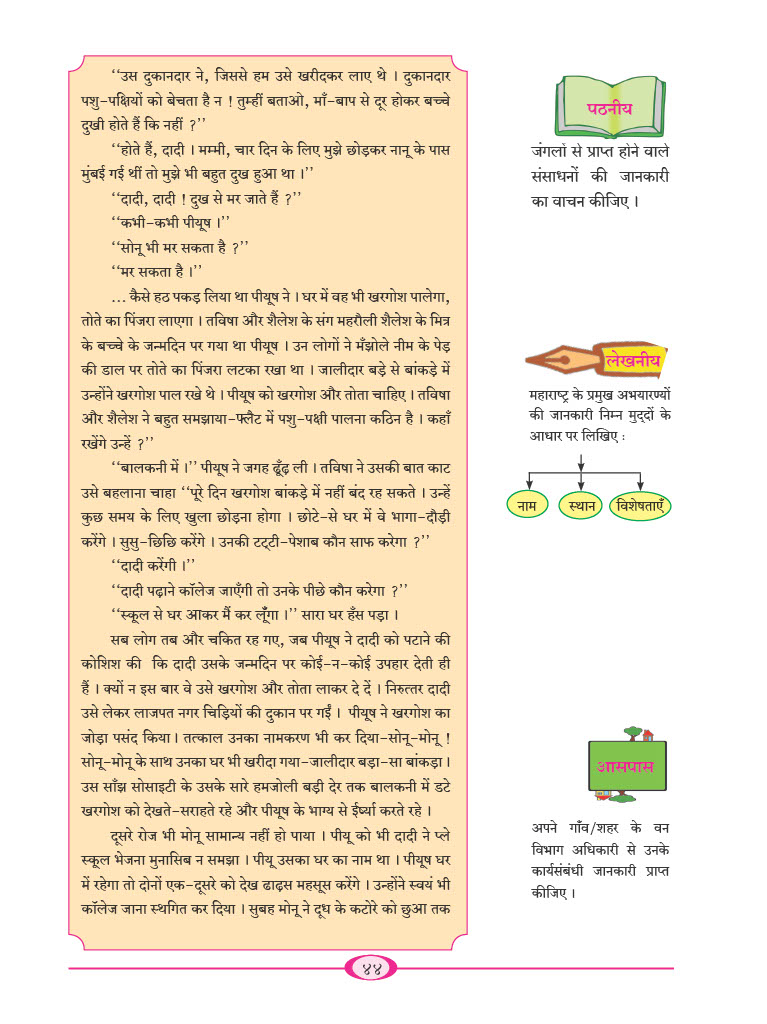 ‘‘उस दुकानदार ने, जिससे हम उसे खरीदकर लाए थे । दुकानदार
पशु-पक्षियों को बेचता है न ! तुम्हीं बताओ, माँ-बाप से दूर होकर बच्चे
दुखी होते हैं कि नहीं ?’’
‘‘होते हैं, दादी । मम्मी, चार दिन के लिए मुझे छोड़कर नानू के पास
मुंबई गई थीं तो मुझे भी बहुत दुख हुआ था ।’’
‘‘दादी, दादी ! दुख से मर जाते हैं ?’’
‘‘कभी-कभी पीयूष ।’’
‘‘सोनू भी मर सकता है ?’’
‘‘मर सकता है ।’’
... कैसे हठ पकड़ लिया था पीयूष ने । घर में वह भी खरगोश पालेगा,
तोते का पिंजरा लाएगा । तविषा और शैलेश के संग महरौली शैलेश के मित्र
के बच्चे के जन्मदिन पर गया था पीयूष । उन लोगों ने मँझोले नीम के पेड़
की डाल पर तोते का पिंजरा लटका रखा था । जालीदार बड़े से बांकड़े में
उन्होंने खरगोश पाल रखे थे । पीयूष को खरगोश और तोता चाहिए । तविषा
और शैलेश ने बहुत समझाया-फ्लैट में पशु-पक्षी पालना कठिन है । कहाँ
रखेंगे उन्हें ?’’
‘‘बालकनी में ।’’ पीयूष ने जगह ढूँढ़ ली । तविषा ने उसकी बात काट
उसे बहलाना चाहा ‘‘पूरे दिन खरगोश बांकड़े में नहीं बंद रह सकते । उन्हें
कुछ समय के लिए खुला छोड़ना होगा । छोटे-से घर में वे भागा-दौड़ी
करेंगे । सुसु-छिछि करेंगे । उनकी टट्टी-पेशाब कौन साफ करेगा ?’’
‘‘दादी करेंगी ।’’
‘‘दादी पढ़ाने कॉलेज जाएँगी तो उनके पीछे कौन करेगा ?’’
‘‘स्कूल से घर आकर मैं कर लूँगा ।’’ सारा घर हँस पड़ा ।
सब लोग तब और चकित रह गए, जब पीयूष ने दादी को पटाने की
कोशिश की कि दादी उसके जन्मदिन पर कोई-न-कोई उपहार देती ही
हैं । क्यों न इस बार वे उसे खरगोश और तोता लाकर दे दें । निरुत्तर दादी
उसे लेकर लाजपत नगर चिड़ियों की दुकान पर गईं । पीयूष ने खरगोश का
जोड़ा पसंद किया । तत्काल उनका नामकरण भी कर दिया-सोनू-मोनू !
सोनू-मोनू के साथ उनका घर भी खरीदा गया-जालीदार बड़ा-सा बांकड़ा ।
उस साँझ सोसाइटी के उसके सारे हमजोली बड़ी देर तक बालकनी में डटे
खरगोश को देखते-सराहते रहे और पीयूष के भाग्य से ईर्ष्या करते रहे ।
दूसरे रोज भी मोनू सामान्य नहीं हो पाया । पीयू को भी दादी ने प्ले
स्कूल भेजना मुनासिब न समझा । पीयू उसका घर का नाम था । पीयूष घर
में रहेगा तो दोनों एक-दूसरे को देख ढाढ़स महसूस करेंगे । उन्होंने स्वयं भी
कॉलेज जाना स्थगित कर दिया । सुबह मोनू ने दूध के कटोरे को छुआ तक
पठनीय
जंगलों से प्राप्त होने वाले
संसाधनों की जानकारी
का वाचन कीजिए ।
लेखनीय
महाराष्ट्र के प्रमुख अभयारण्यों
की जानकारी निम्न मुद्दों के
आधार पर लिखिए :
नाम स्थान विशेषताएँ
आसपास
अपने गाँव/शहर के वन
विभाग अधिकारी से उनके
कार्यसंबंधी जानकारी प्राप्त
कीजिए ।
४४